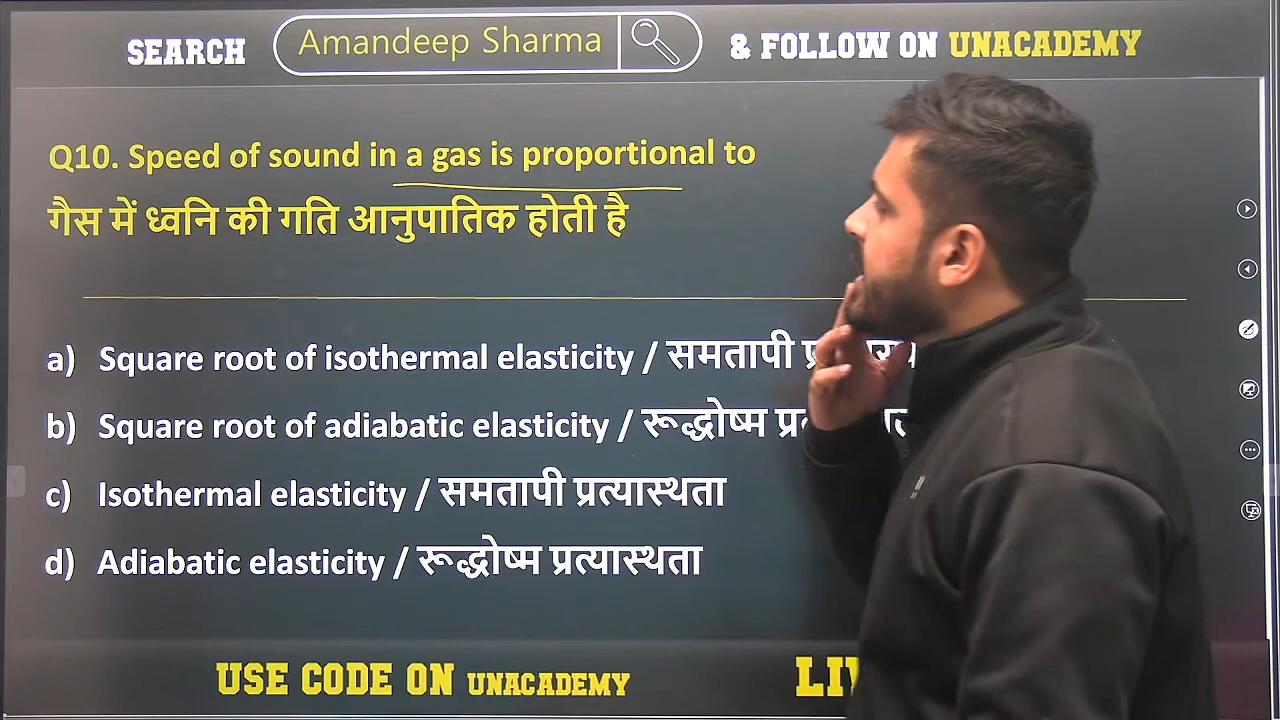 SEARCH Amandeep Sharma & FOLLOW ON UNACADEMY
Q10. Speed of sound in a gas is proportional to
गैस में ध्वनि की गति आनुपातिक होती है
a) Square root of isothermal elasticity / समतापी
b) Square root of adiabatic elasticity / रूद्धोष्म
c) Isothermal elasticity / समतापी प्रत्यास्थता
d) Adiabatic elasticity / रूद्धोष्म प्रत्यास्थता
USE CODE ON UNACADEMY